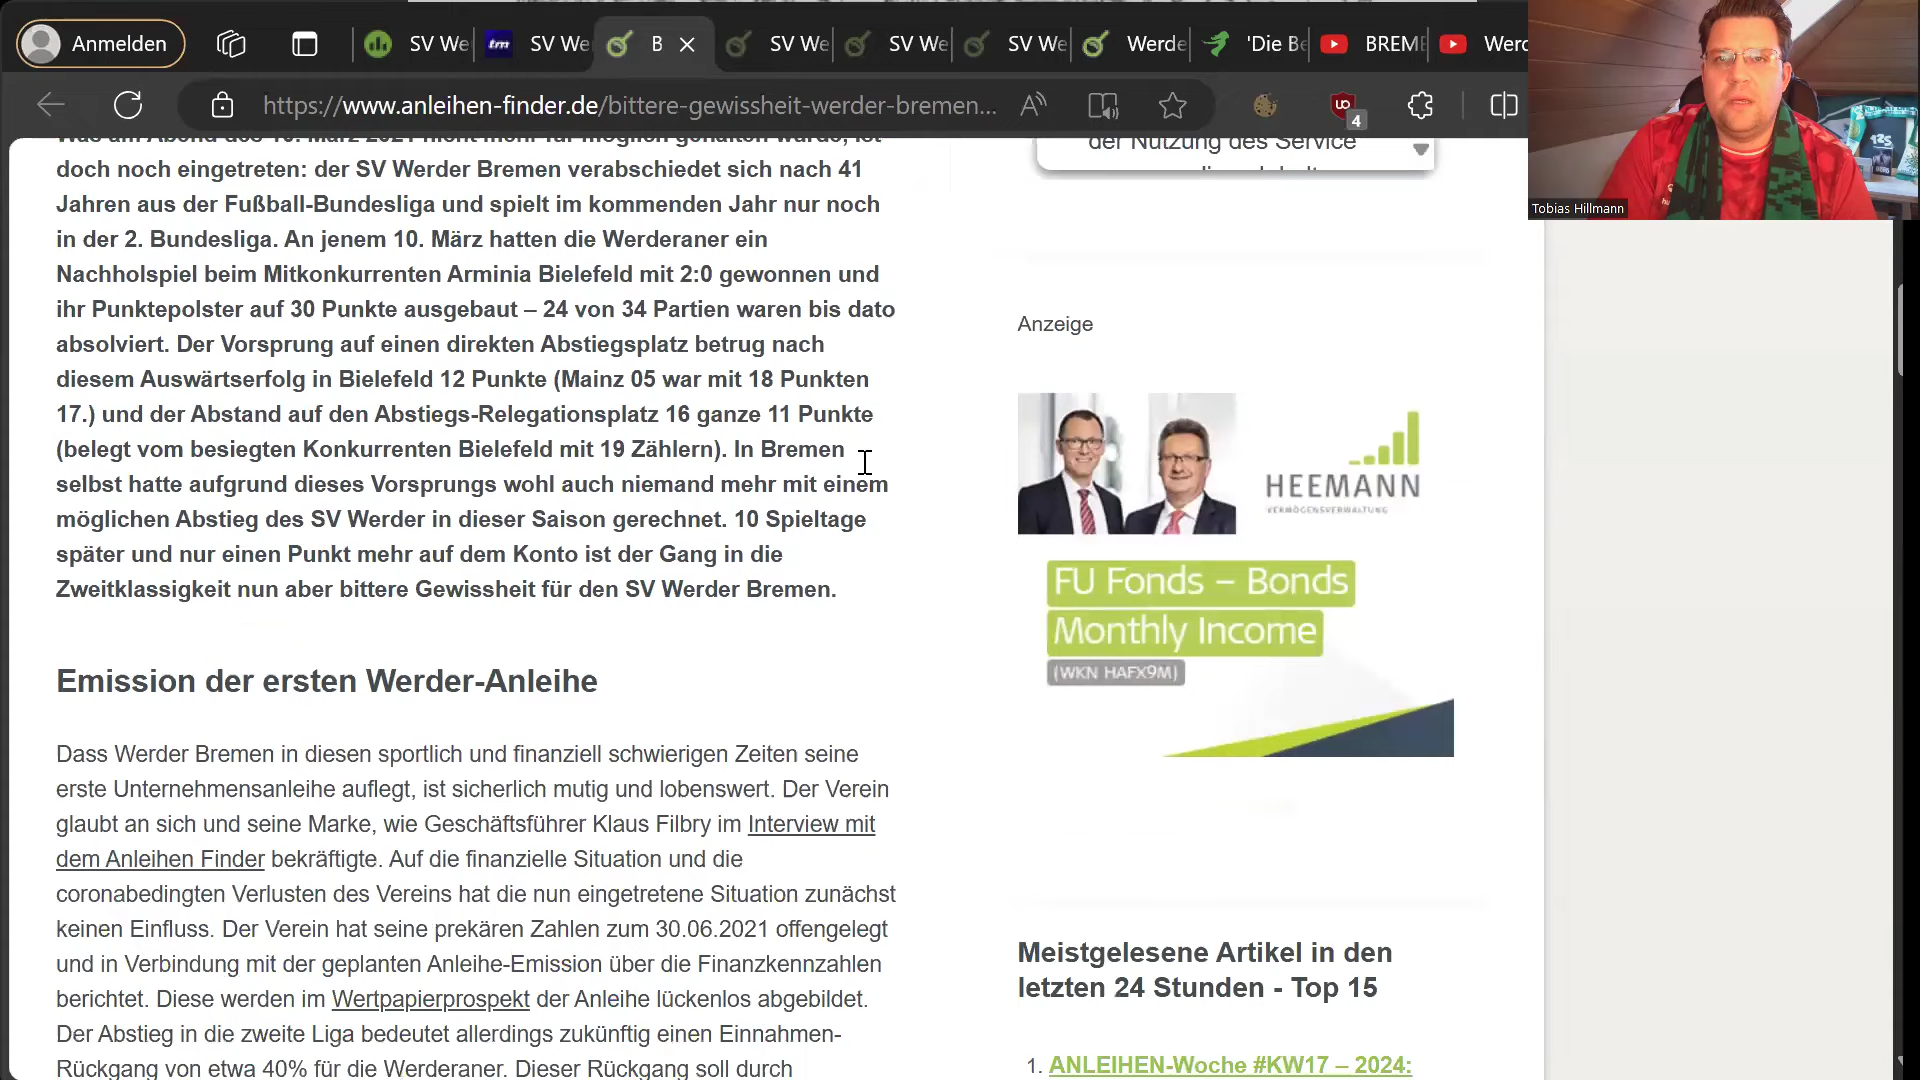 Anmelden
SV We
tm
SV We
B
SV We
SV We
SV We
Werde
'Die Be
BREME
Werd
https://www.anleihen-finder.de/bittere-gewissheit-werder-bremen...
4
Tobias Hillmann
doch noch eingetreten: der SV Werder Bremen verabschiedet sich nach 41
Jahren aus der Fußball-Bundesliga und spielt im kommenden Jahr nur noch
in der 2. Bundesliga. An jenem 10. März hatten die Werderaner ein
Nachholspiel beim Mitkonkurrenten Arminia Bielefeld mit 2:0 gewonnen und
ihr Punktepolster auf 30 Punkte ausgebaut – 24 von 34 Partien waren bis dato
absolviert. Der Vorsprung auf einen direkten Abstiegsplatz betrug nach
diesem Auswärtserfolg in Bielefeld 12 Punkte (Mainz 05 war mit 18 Punkten
17.) und der Abstand auf den Abstiegs-Relegationsplatz 16 ganze 11 Punkte
(belegt vom besiegten Konkurrenten Bielefeld mit 19 Zählern). In Bremen
selbst hatte aufgrund dieses Vorsprungs wohl auch niemand mehr mit einem
möglichen Abstieg des SV Werder in dieser Saison gerechnet. 10 Spieltage
später und nur einen Punkt mehr auf dem Konto ist der Gang in die
Zweitklassigkeit nun aber bittere Gewissheit für den SV Werder Bremen.
Emission der ersten Werder-Anleihe
Dass Werder Bremen in diesen sportlich und finanziell schwierigen Zeiten seine
erste Unternehmensanleihe auflegt, ist sicherlich mutig und lobenswert. Der Verein
glaubt an sich und seine Marke, wie Geschäftsführer Klaus Filbry im Interview mit
dem Anleihen Finder bekräftigte. Auf die finanzielle Situation und die
coronabedingten Verlusten des Vereins hat die nun eingetretene Situation zunächst
keinen Einfluss. Der Verein hat seine prekären Zahlen zum 30.06.2021 offengelegt
und in Verbindung mit der geplanten Anleihe-Emission über die Finanzkennzahlen
berichtet. Diese werden im Wertpapierprospekt der Anleihe lückenlos abgebildet.
Der Abstieg in die zweite Liga bedeutet allerdings zukünftig einen Einnahmen-
Rückgang von etwa 40% für die Werderaner. Dieser Rückgang soll durch
der Nutzung des Service
Anzeige
HEEMANN
VERMÖGENSVERWALTUNG
FU Fonds – Bonds
Monthly Income
(WKN HAFX9M)
Meistgelesene Artikel in den
letzten 24 Stunden - Top 15
1. ANLEIHEN-Woche #KW17 – 2024: